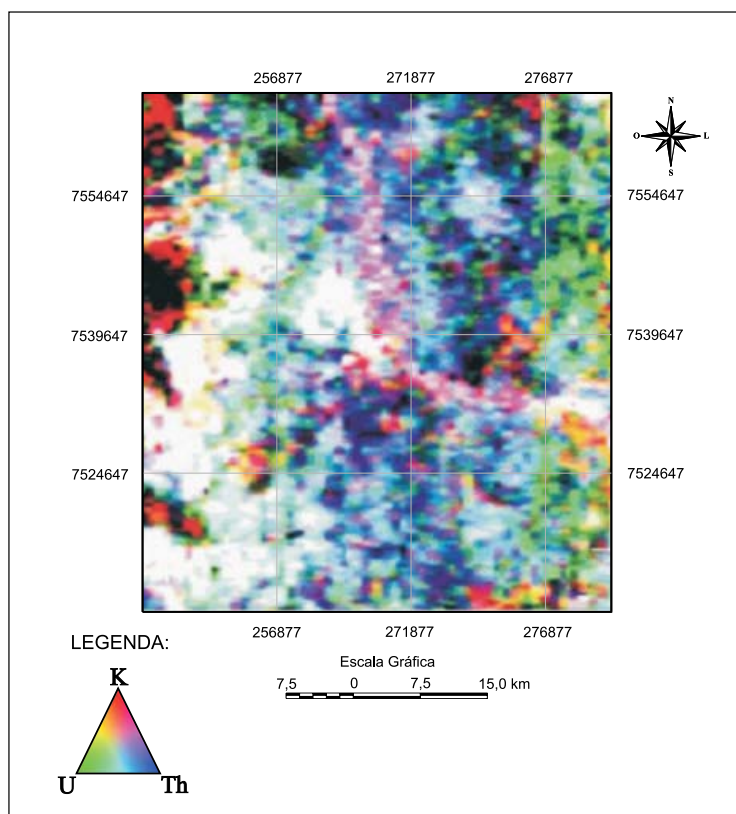 256877 271877 276877
N
O L
S
7554647 7554647
7539647 7539647
7524647 7524647
256877 271877 276877
LEGENDA:
Escala Gráfica
7,5 0 7,5 15,0 km
K
U Th